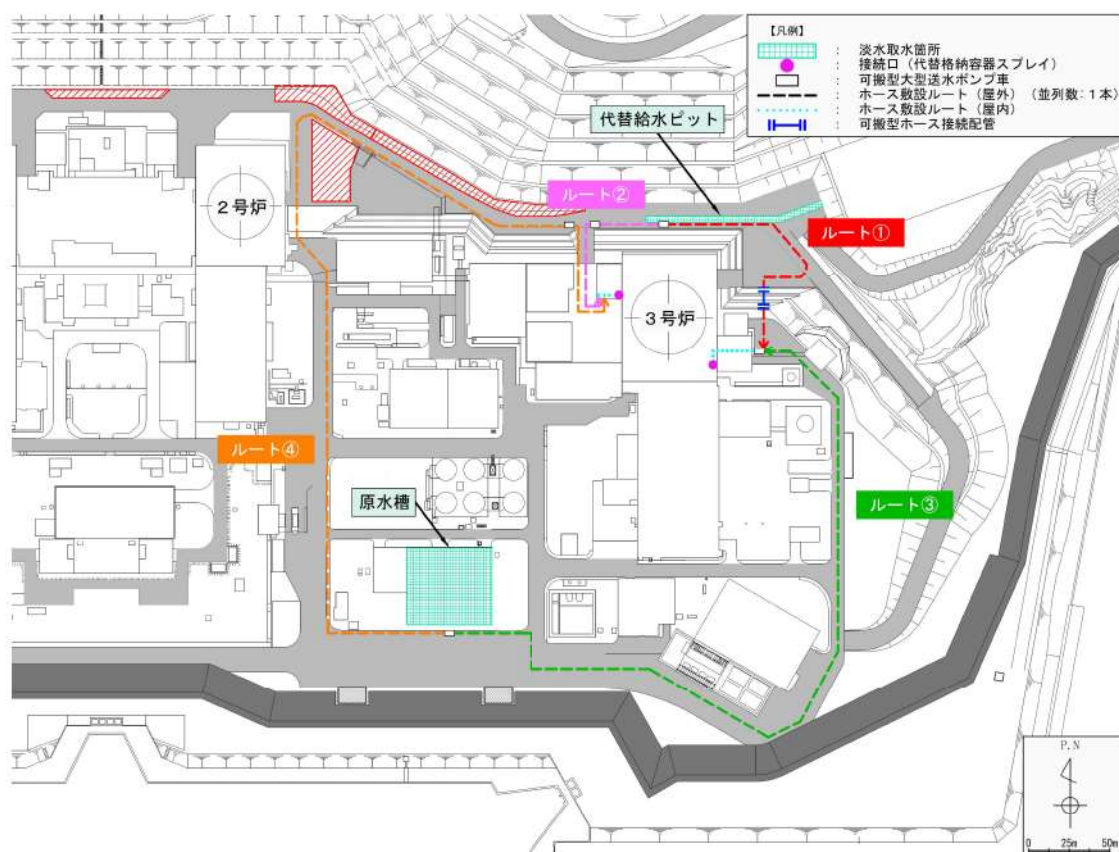 【凡例】
： 淡水取水箇所
： 接続口（代替格納容器スプレイ）
： 可搬型大型送水ポンプ車
： ホース敷設ルート（屋外）（並列数：1本）
： ホース敷設ルート（屋内）
： 可搬型ホース接続配管
代替給水ピット
ルート②
2号炉
ルート①
3号炉
ルート④
原水槽
ルート③
P.N
0 25m 50m